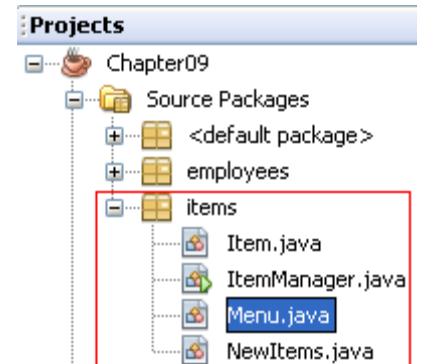 Projects
Chapter09
Source Packages
<default package>
employees
items
Item.java
ItemManager.java
Menu.java
NewItems.java